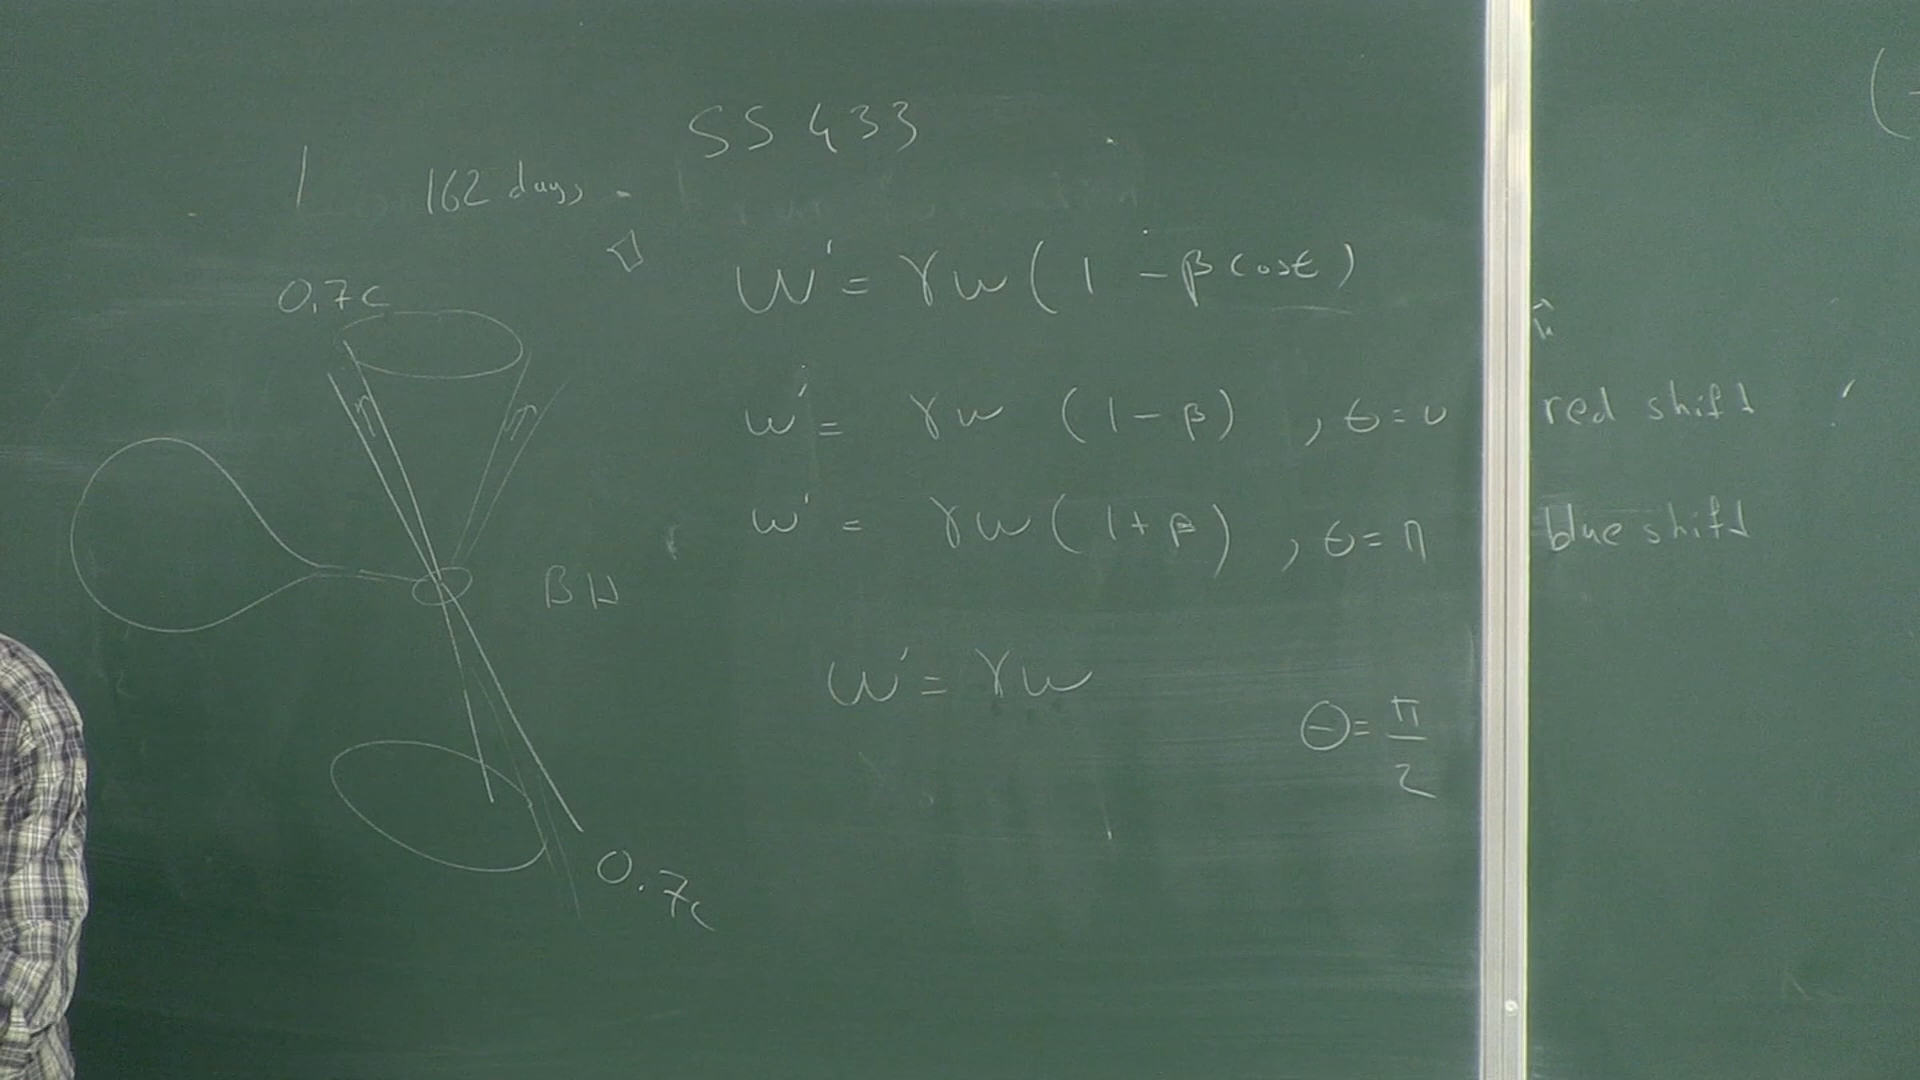 SS 433
162 days
0,7c
ω' = γω(1 - β cosθ)
ω' = γω (1 - β) , θ = 0 red shift
ω' = γω(1 + β) , θ = π blue shift
BH
ω' = γω
θ = π/2
0.7c